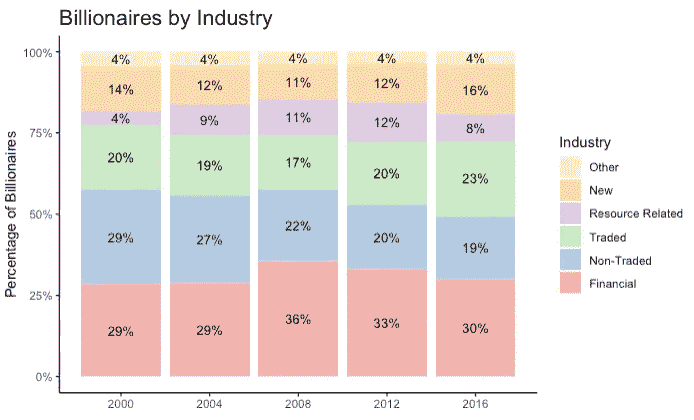 Billionaires by Industry
Percentage of Billionaires
100%
75%
50%
25%
0%
4% 4% 4% 4% 4%
14% 12% 11% 12% 16%
4% 9% 11% 12% 8%
20% 19% 17% 20% 23%
29% 27% 22% 20% 19%
29% 29% 36% 33% 30%
2000 2004 2008 2012 2016
Industry
Other
New
Resource Related
Traded
Non-Traded
Financial